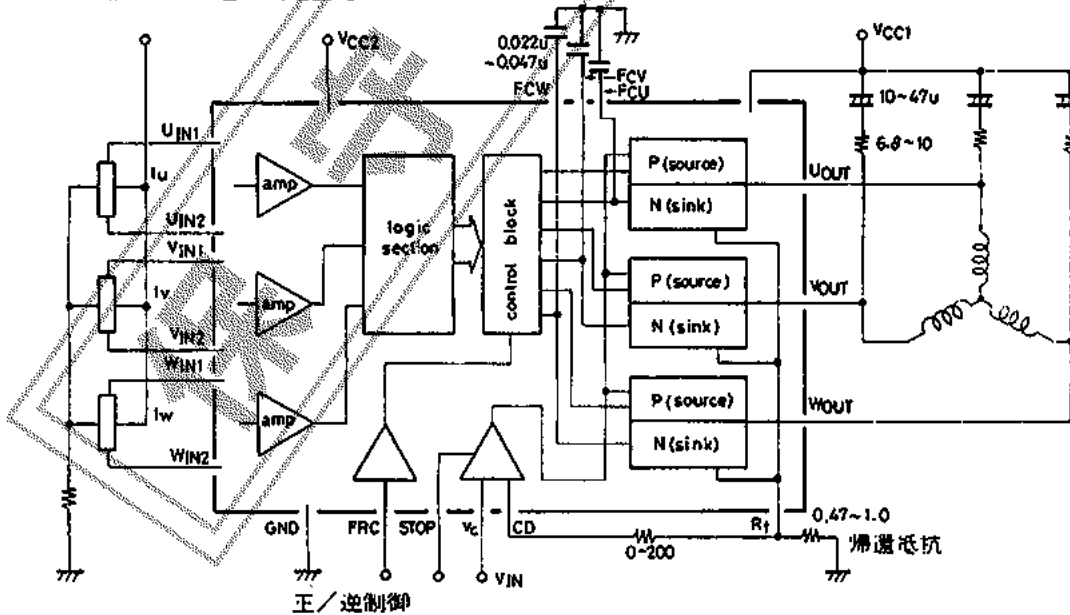 VCC2
0.022u
~0.047u
VCC1
FCV
FCW
FCU
10~47u
UIN1
6.8~10
Iu
amp
P(source)
UOUT
N(sink)
UIN2
logic
section
control block
VIN1
Iv
amp
P(source)
VOUT
N(sink)
VIN2
WIN1
Iw
amp
P(source)
WOUT
N(sink)
WIN2
GND
FRC
STOP
Vc
CD
Rf
0.47~1.0
0~200
帰還抵抗
VIN
正/逆制御